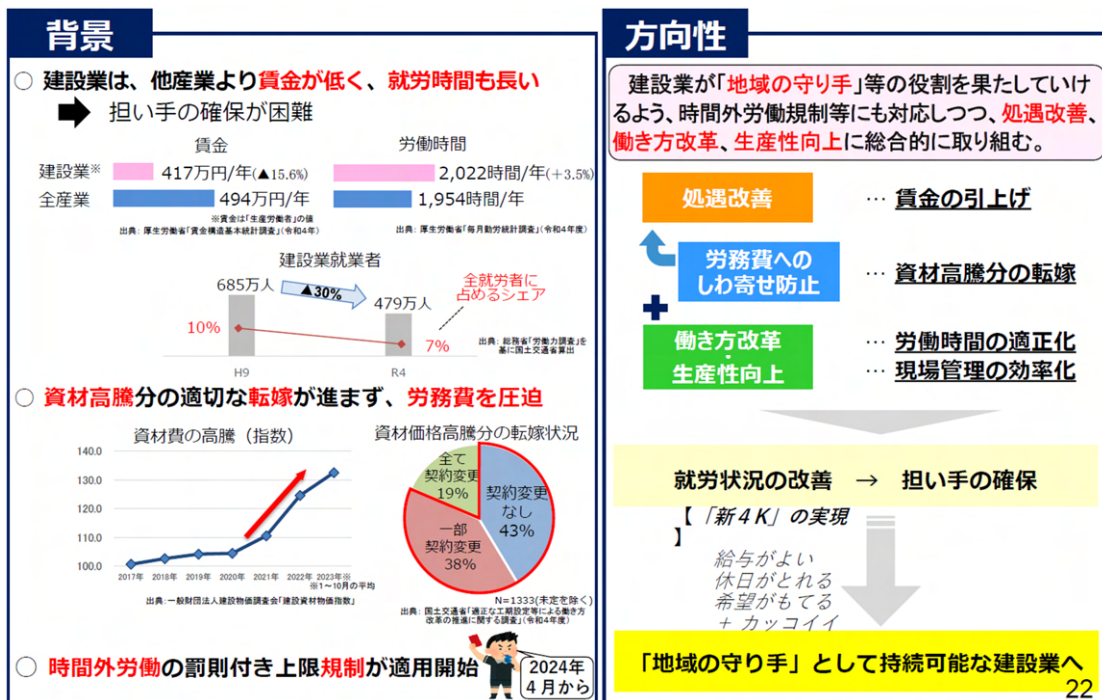 背景
○ 建設業は、他産業より賃金が低く、就労時間も長い
担い手の確保が困難
賃金
労働時間
建設業※
417万円/年(▲15.6%)
2,022時間/年(+3.5%)
全産業
494万円/年
1,954時間/年
※賃金は「生産労働者」の値
出典: 厚生労働省「賃金構造基本統計調査」(令和4年)
出典: 厚生労働省「毎月勤労統計調査」(令和4年度)
建設業就業者
685万人
▲30%
479万人
全就労者に
占めるシェア
10%
7%
H9
R4
出典: 総務省「労働力調査」を
基に国土交通省算出
○ 資材高騰分の適切な転嫁が進まず、労務費を圧迫
資材費の高騰(指数)
140.0
130.0
120.0
110.0
100.0
2017年 2018年 2019年 2020年 2021年 2022年 2023年※
※1~10月の平均
出典:一般財団法人建設物価調査会「建設資材物価指数」
資材価格高騰分の転嫁状況
全て
契約変更
19%
契約変更
なし
43%
一部
契約変更
38%
N=1333(未定を除く)
出典: 国土交通省「適正な工期設定等による働き方
改革の推進に関する調査」(令和4年度)
○ 時間外労働の罰則付き上限規制が適用開始
2024年
4月から
方向性
建設業が「地域の守り手」等の役割を果たしていけ
るよう、時間外労働規制等にも対応しつつ、処遇改善、
働き方改革、生産性向上に総合的に取り組む。
処遇改善
… 賃金の引上げ
労務費への
しわ寄せ防止
… 資材高騰分の転嫁
働き方改革
・
生産性向上
… 労働時間の適正化
… 現場管理の効率化
就労状況の改善 → 担い手の確保
【「新4K」の実現
】
給与がよい
休日がとれる
希望がもてる
+ カッコイイ
「地域の守り手」として持続可能な建設業へ
22